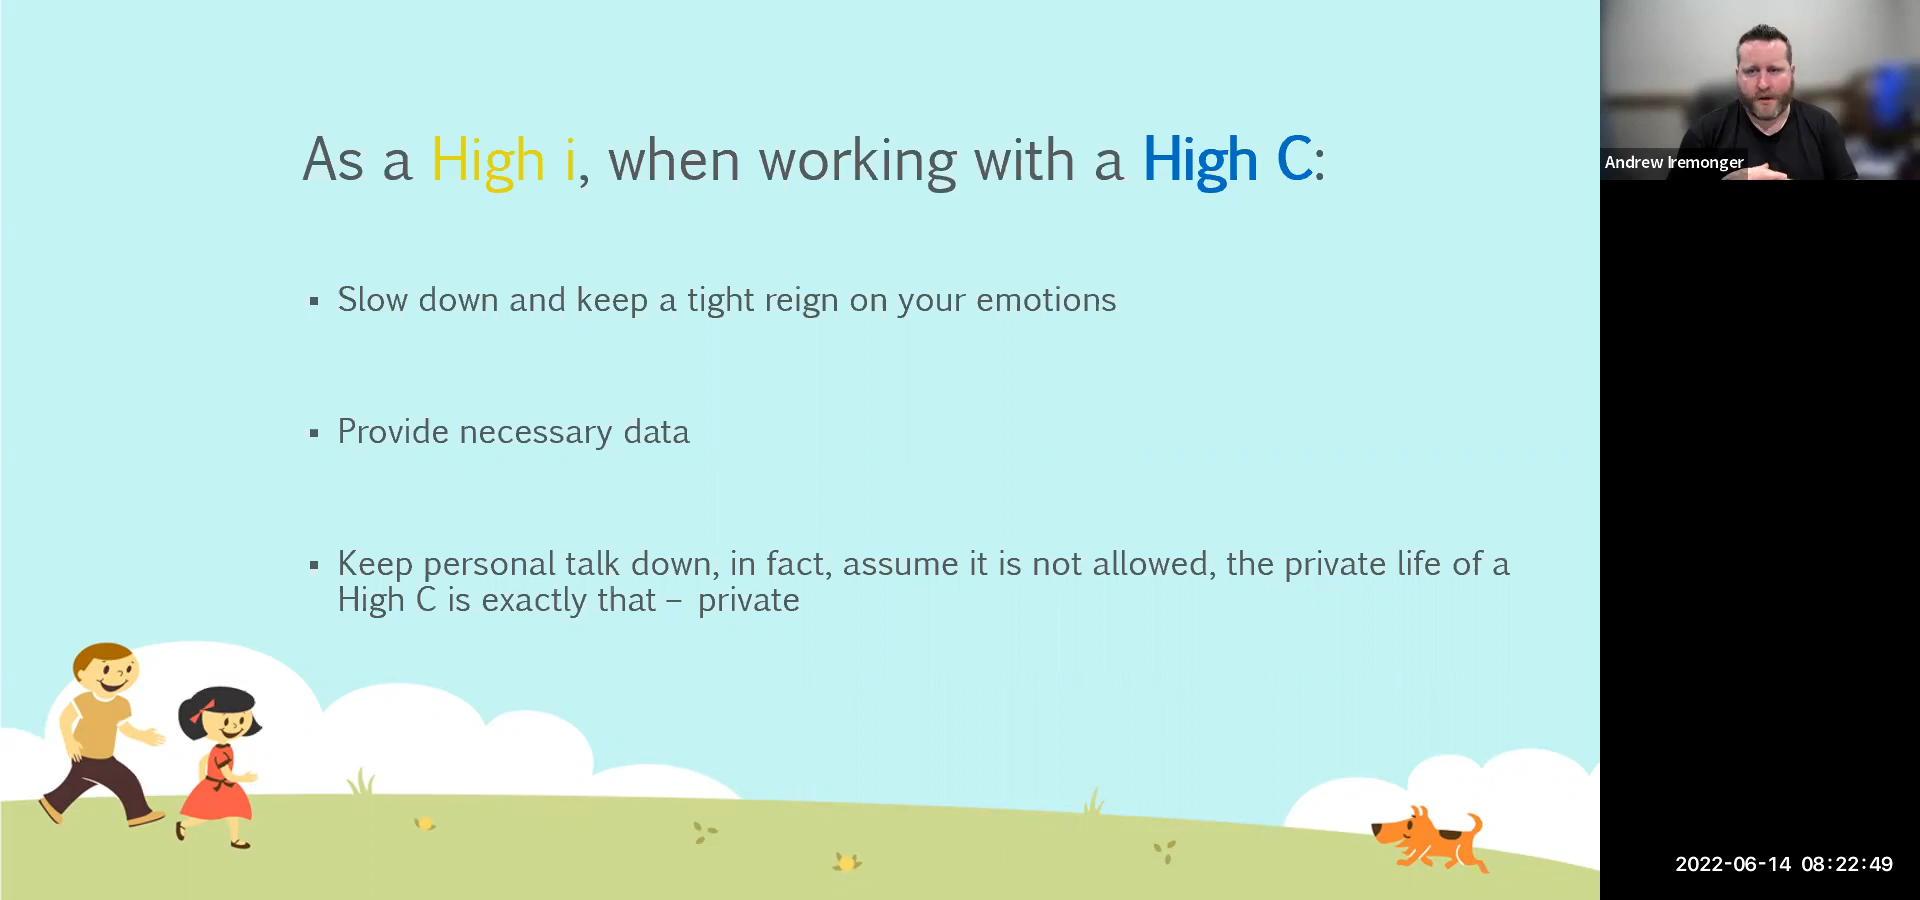 As a High i, when working with a High C:
▪ Slow down and keep a tight reign on your emotions
▪ Provide necessary data
▪ Keep personal talk down, in fact, assume it is not allowed, the private life of a
High C is exactly that – private
Andrew Iremonger
2022-06-14 08:22:49